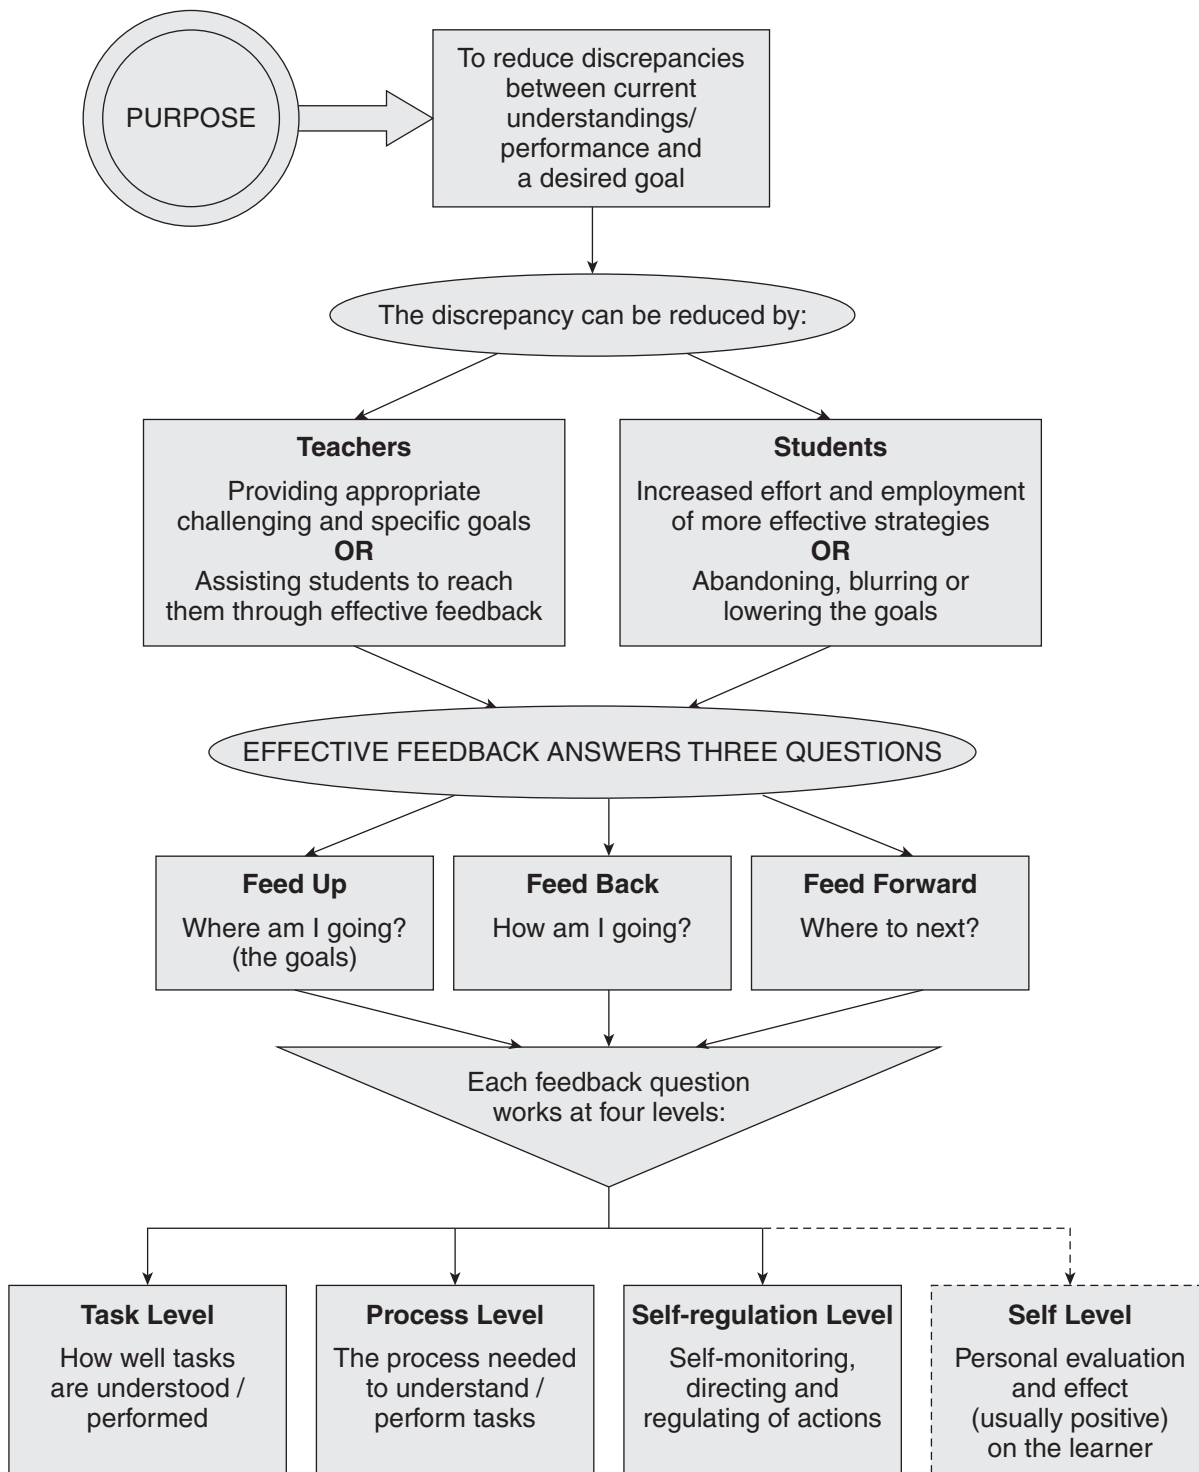 PURPOSE
To reduce discrepancies
between current
understandings/
performance and
a desired goal
The discrepancy can be reduced by:
Teachers
Providing appropriate
challenging and specific goals
OR
Assisting students to reach
them through effective feedback
Students
Increased effort and employment
of more effective strategies
OR
Abandoning, blurring or
lowering the goals
EFFECTIVE FEEDBACK ANSWERS THREE QUESTIONS
Feed Up
Where am I going?
(the goals)
Feed Back
How am I going?
Feed Forward
Where to next?
Each feedback question
works at four levels:
Task Level
How well tasks
are understood /
performed
Process Level
The process needed
to understand /
perform tasks
Self-regulation Level
Self-monitoring,
directing and
regulating of actions
Self Level
Personal evaluation
and effect
(usually positive)
on the learner